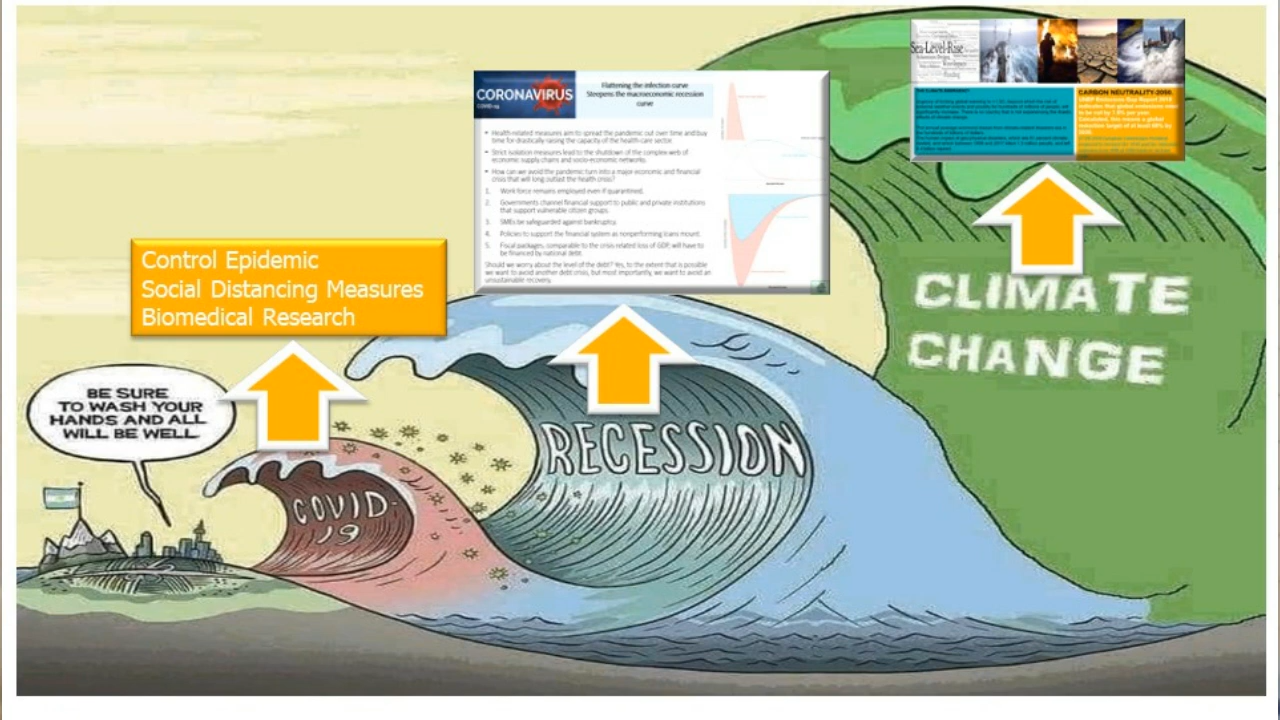 BE SURE
TO WASH YOUR
HANDS AND ALL
WILL BE WELL
Control Epidemic
Social Distancing Measures
Biomedical Research
COVID-
19
CORONAVIRUS
COVID-19
Flattening the infection curve
Steepens the macroeconomic recession
curve
• Health-related measures aim to spread the pandemic out over time and buy
time for drastically raising the capacity of the health-care sector.
• Strict isolation measures lead to the shutdown of the complex web of
economic supply chains and socio-economic networks.
• How can we avoid the pandemic turn into a major economic and financial
crisis that will long outlast the health crisis?
1. Work force remains employed even if quarantined.
2. Governments channel financial support to public and private institutions
that support vulnerable citizen groups.
3. SMEs be safeguarded against bankruptcy.
4. Policies to support the financial system as nonperforming loans mount.
5. Fiscal packages, comparable to the crisis related loss of GDP, will have to
be financed by national debt.
Should we worry about the level of the debt? Yes, to the extent that is possible
we want to avoid another debt crisis, but most importantly, we want to avoid an
unsustainable recovery.
RECESSION
Sea-Level-Rise
CARBON NEUTRALITY-2050
CLIMATE
CHANGE